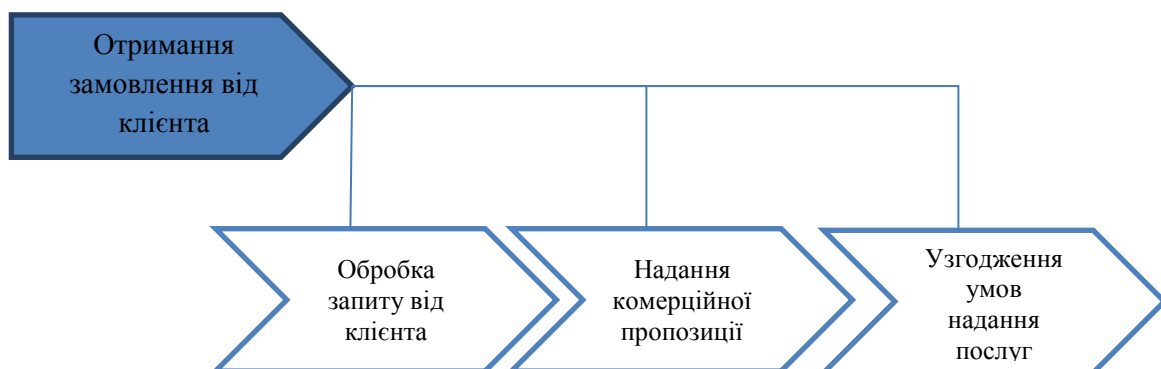 Отримання
замовлення від
клієнта
Обробка
запиту від
клієнта
Надання
комерційної
пропозиції
Узгодження
умов
надання
послуг